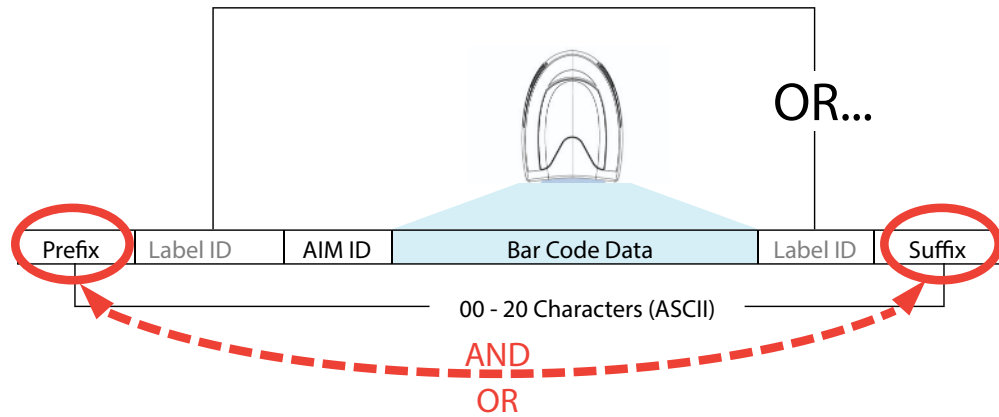 OR...
Prefix Label ID AIM ID Bar Code Data Label ID Suffix
00 - 20 Characters (ASCII)
AND
OR